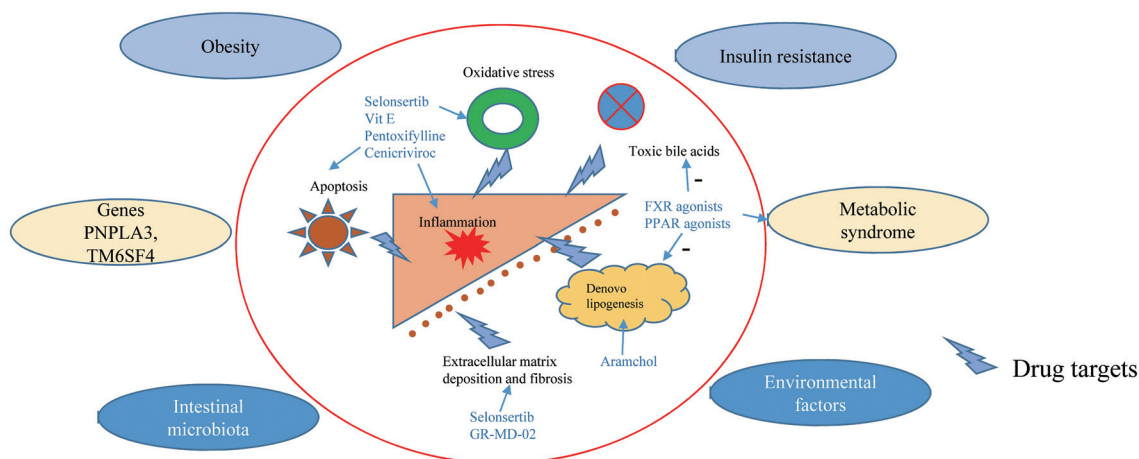 Obesity
Insulin resistance
Oxidative stress
Selonsertib
Vit E
Pentoxifylline
Cenicriviroc
Toxic bile acids
Apoptosis
Inflammation
FXR agonists
PPAR agonists
Genes
PNPLA3,
TM6SF4
Metabolic
syndrome
Denovo
lipogenesis
Extracellular matrix
deposition and fibrosis
Aramchol
Drug targets
Intestinal
microbiota
Selonsertib
GR-MD-02
Environmental
factors